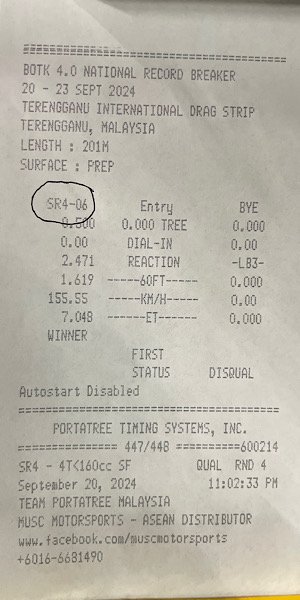 ================================
BOTK 4.0 NATIONAL RECORD BREAKER
20 - 23 SEPT 2024
TERENGGANU INTERNATIONAL DRAG STRIP
TERENGGANU, MALAYSIA
LENGTH : 201M
SURFACE : PREP
SR4-06 Entry BYE
0.500 0.000 TREE 0.000
0.00 DIAL-IN 0.00
2.471 REACTION -LB3-
1.619 ------60FT----- 0.000
155.55 -----KM/H----- 0.00
7.048 ------ET------ 0.000
WINNER
FIRST
STATUS DISQUAL
Autostart Disabled
================================
PORTATREE TIMING SYSTEMS, INC.
============= 447/448 ==========600214
SR4 - 4T<160cc SF QUAL RND 4
September 20, 2024 11:02:33 PM
TEAM PORTATREE MALAYSIA
MUSC MOTORSPORTS - ASEAN DISTRIBUTOR
www.facebook.com/muscmotorsports
+6016-6681490